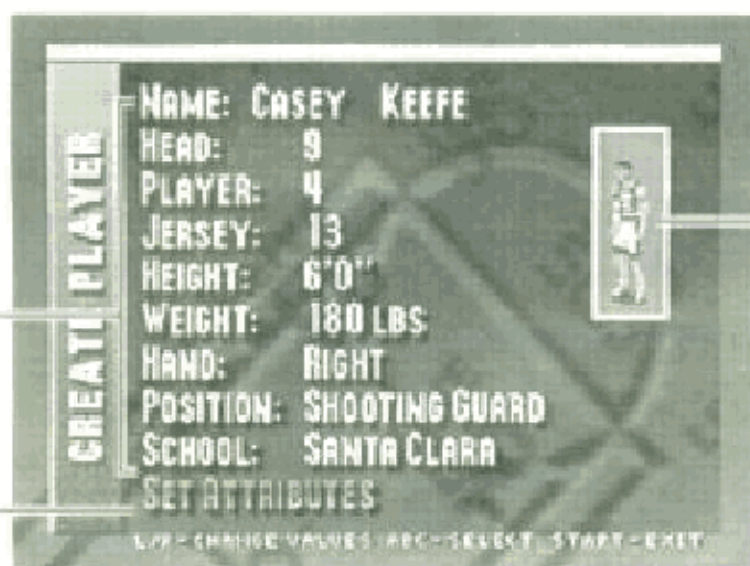 CREATE PLAYER
NAME: CASEY KEEFE
HEAD: 9
PLAYER: 4
JERSEY: 13
HEIGHT: 6'0"
WEIGHT: 180 LBS
HAND: RIGHT
POSITION: SHOOTING GUARD
SCHOOL: SANTA CLARA
SET ATTRIBUTES
L/R-CHANGE VALUES ABC-SELECT START-EXIT